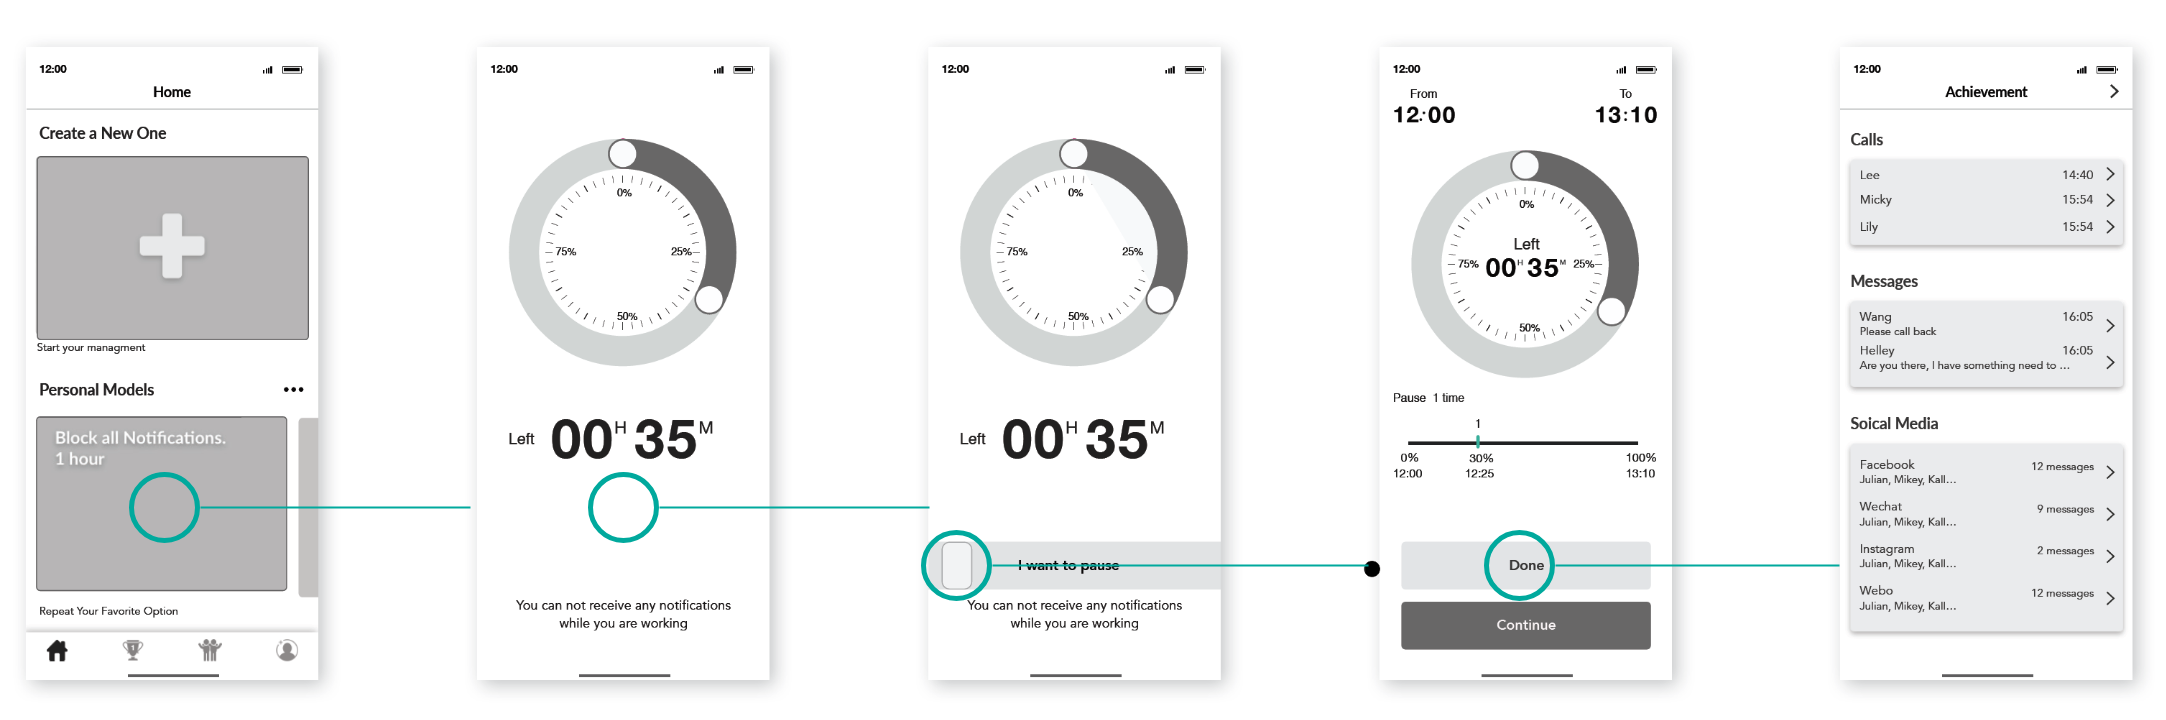 12:00
Home
Create a New One
Start your managment
Personal Models
Block all Notifications.
1 hour
Repeat Your Favorite Option
1
12:00
0%
75%
25%
50%
Left 00H 35M
You can not receive any notifications
while you are working
12:00
0%
75%
25%
50%
Left 00H 35M
I want to pause
You can not receive any notifications
while you are working
12:00
From To
12:00 13:10
0%
Left
75% 00H 35M 25%
50%
Pause 1 time
1
0% 30% 100%
12:00 12:25 13:10
Done
Continue
12:00
Achievement
Calls
Lee 14:40
Micky 15:54
Lily 15:54
Messages
Wang 16:05
Please call back
Helley 16:05
Are you there, I have something need to ...
Soical Media
Facebook 12 messages
Julian, Mikey, Kall...
Wechat 9 messages
Julian, Mikey, Kall...
Instagram 2 messages
Julian, Mikey, Kall...
Webo 12 messages
Julian, Mikey, Kall...